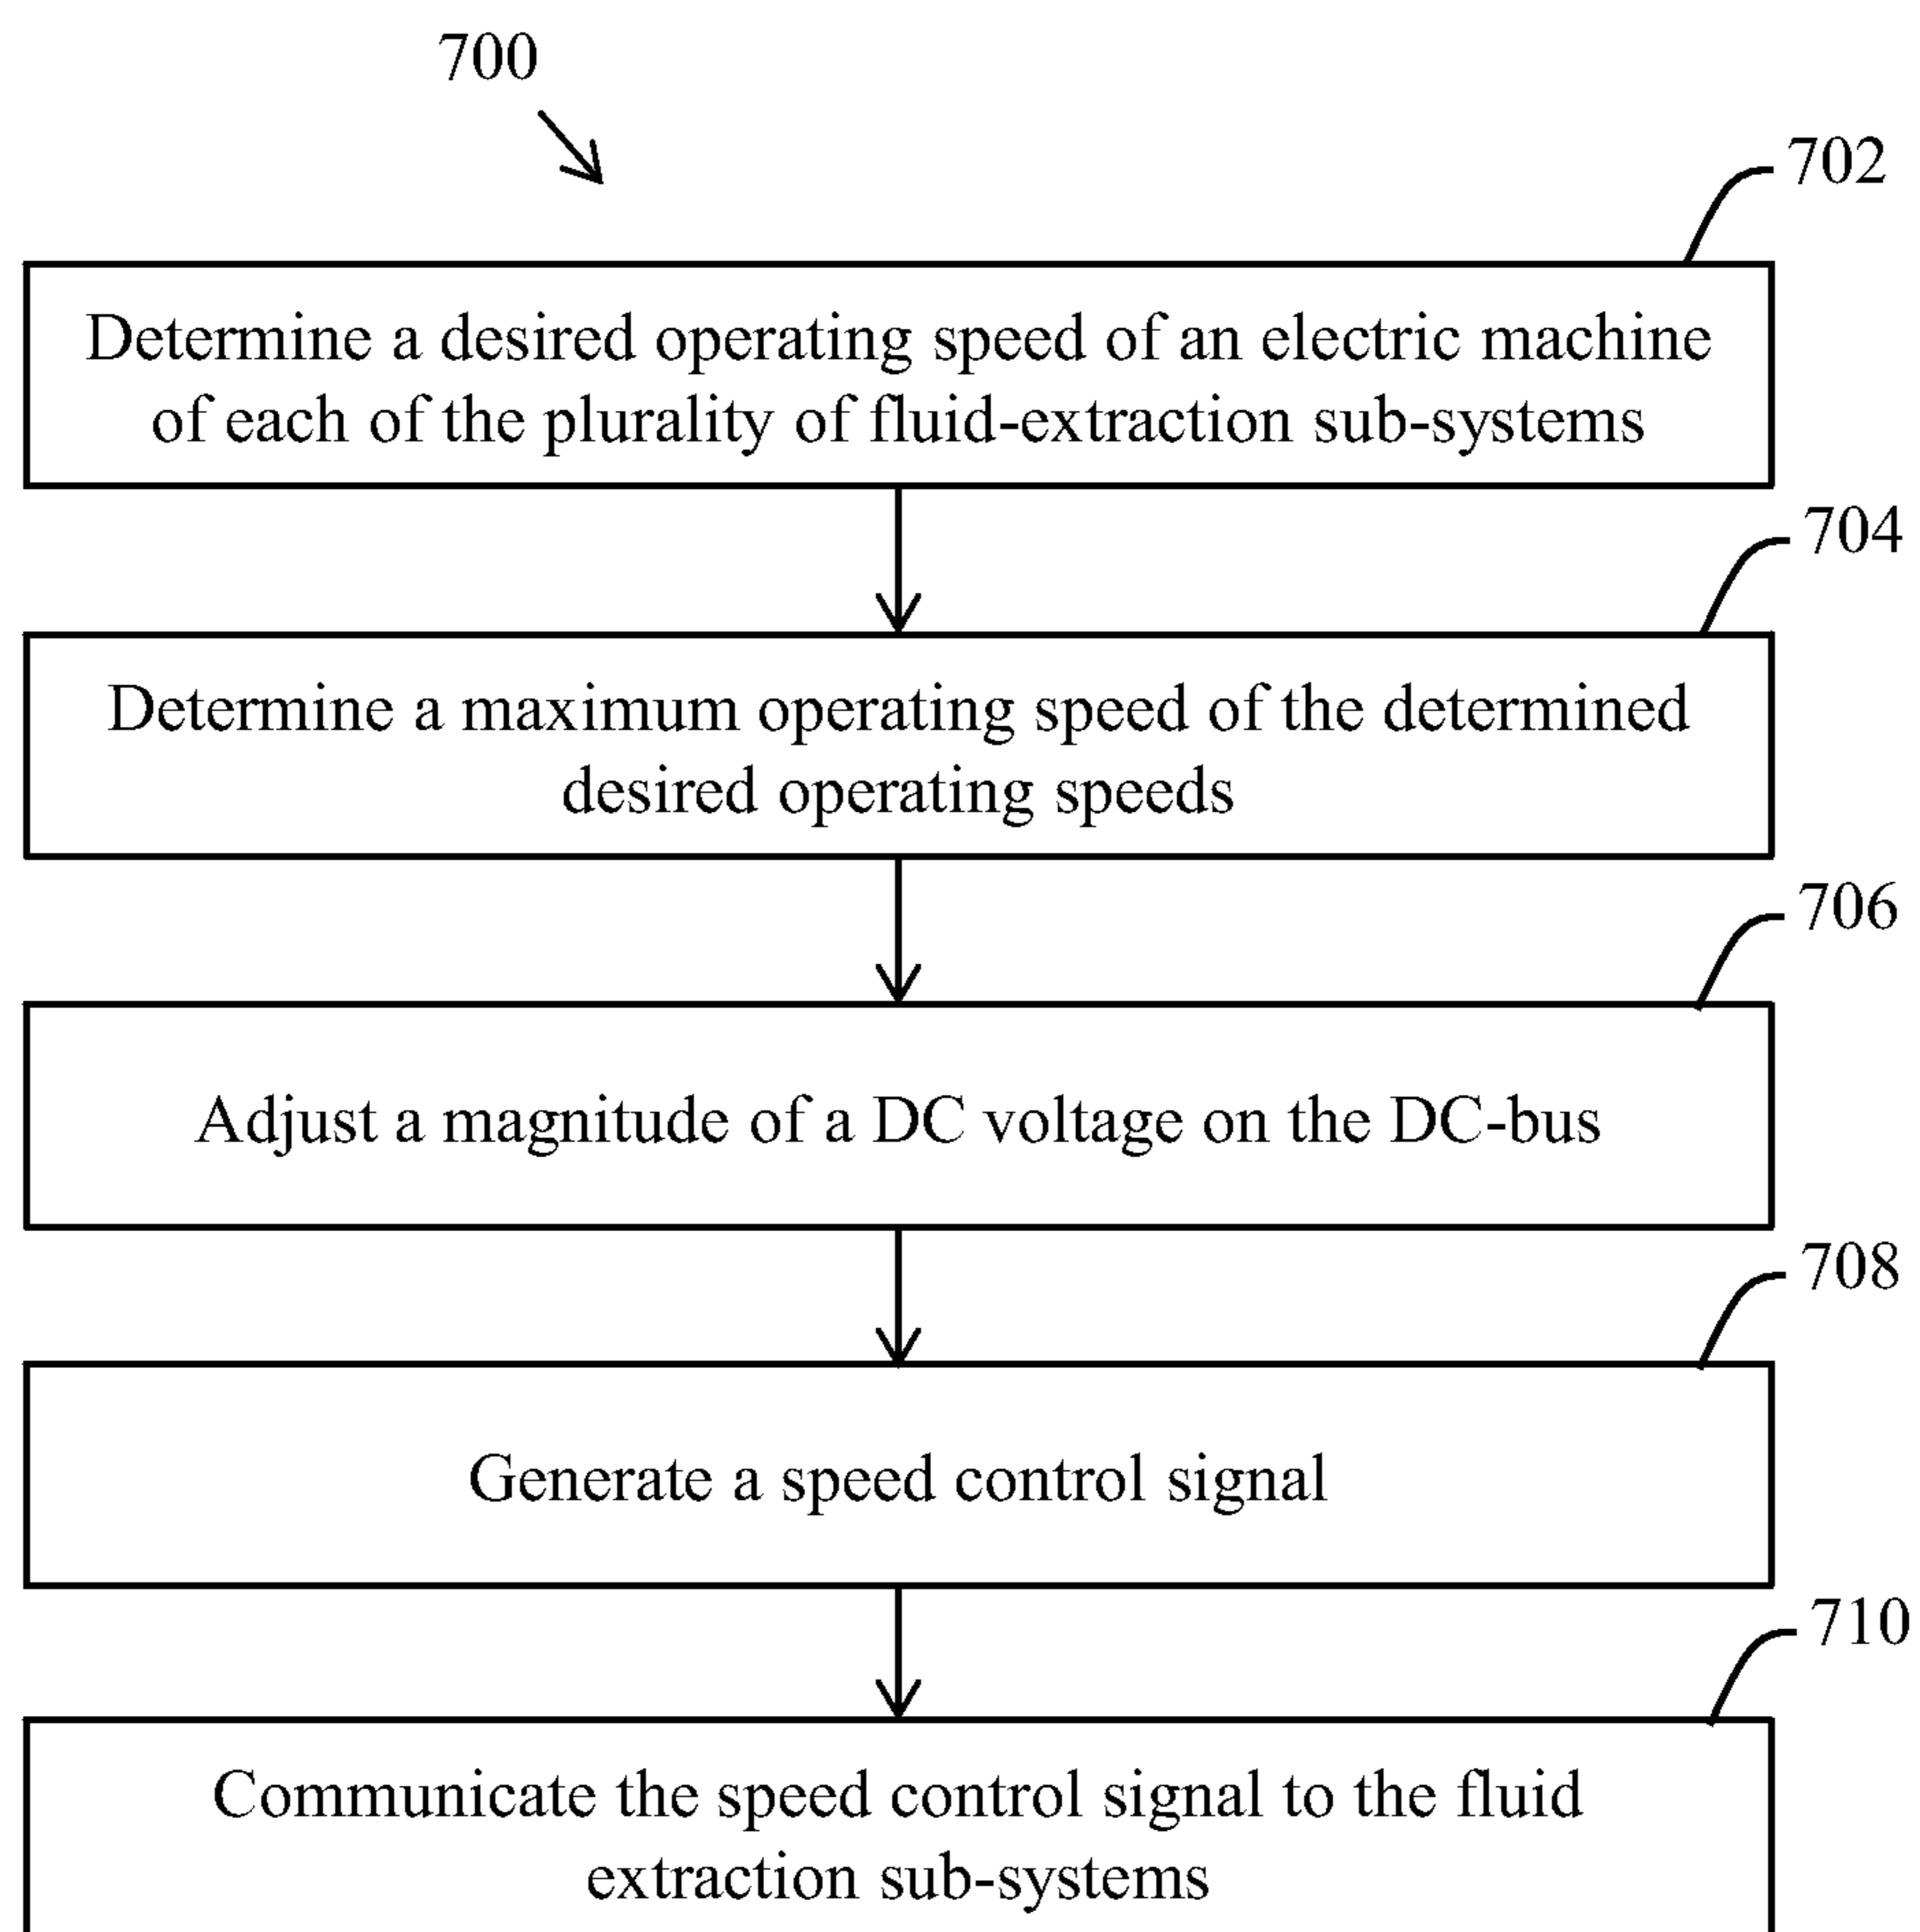 700
702
Determine a desired operating speed of an electric machine
of each of the plurality of fluid-extraction sub-systems
704
Determine a maximum operating speed of the determined
desired operating speeds
706
Adjust a magnitude of a DC voltage on the DC-bus
708
Generate a speed control signal
710
Communicate the speed control signal to the fluid
extraction sub-systems